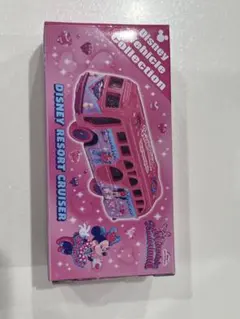 Disney
Vehicle
Collection
DISNEY RESORT CRUISER